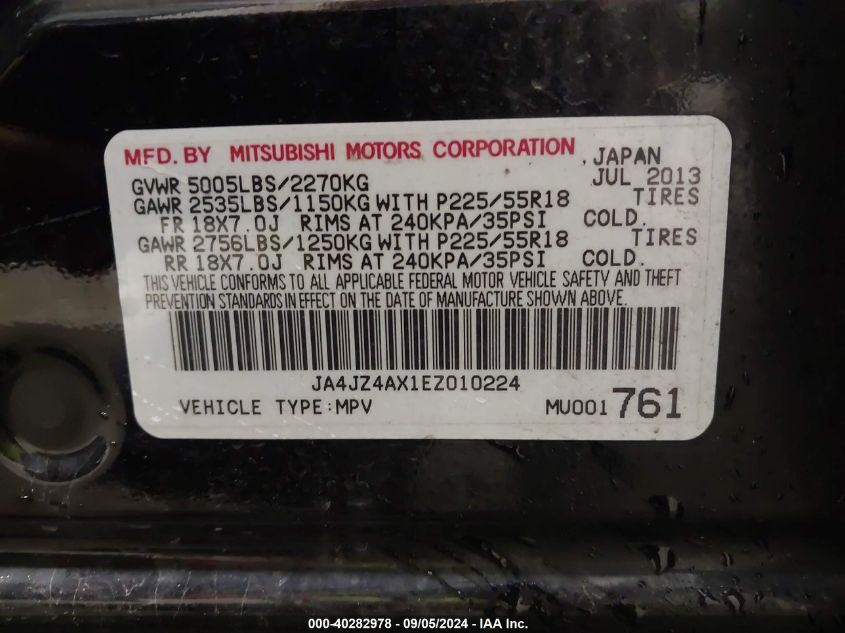 MFD. BY MITSUBISHI MOTORS CORPORATION , JAPAN
GVWR 5005LBS/2270KG JUL 2013
GAWR 2535LBS/1150KG WITH P225/55R18 TIRES
FR 18X7.0J RIMS AT 240KPA/35PSI COLD.
GAWR 2756LBS/1250KG WITH P225/55R18 TIRES
RR 18X7.0J RIMS AT 240KPA/35PSI COLD.
THIS VEHICLE CONFORMS TO ALL APPLICABLE FEDERAL MOTOR VEHICLE SAFETY AND THEFT
PREVENTION STANDARDS IN EFFECT ON THE DATE OF MANUFACTURE SHOWN ABOVE.
JA4JZ4AX1EZ010224
VEHICLE TYPE:MPV MU001 761
000-40282978 - 09/05/2024 - IAA Inc.